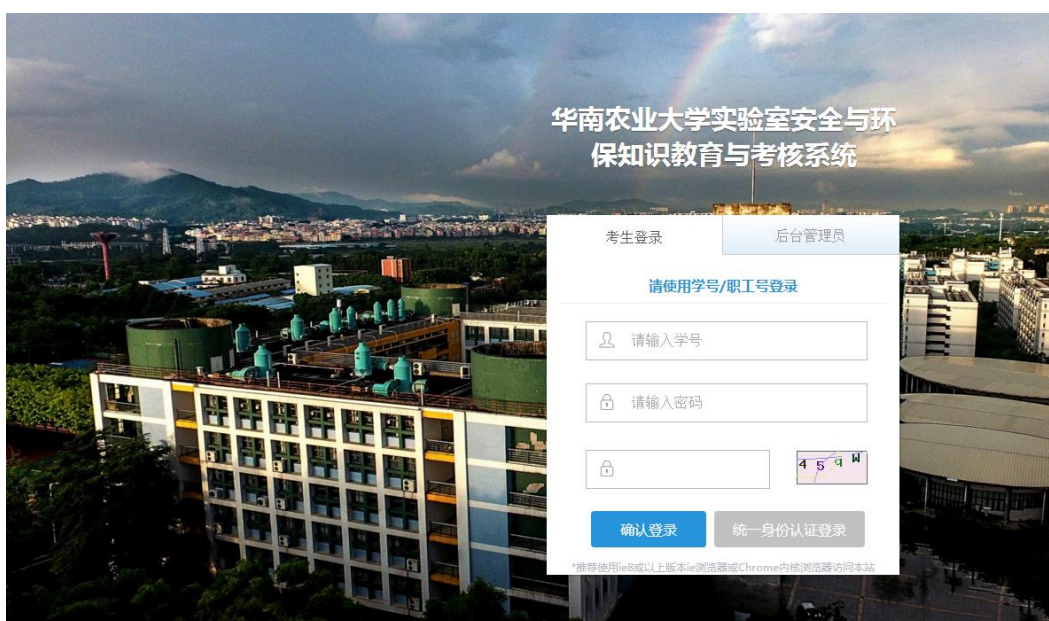 华南农业大学实验室安全与环
保知识教育与考核系统
考生登录
后台管理员
请使用学号/职工号登录
请输入学号
请输入密码
4 5 q W
确认登录
统一身份认证登录
*推荐使用ie8或以上版本ie浏览器或Chrome内核浏览器访问本站